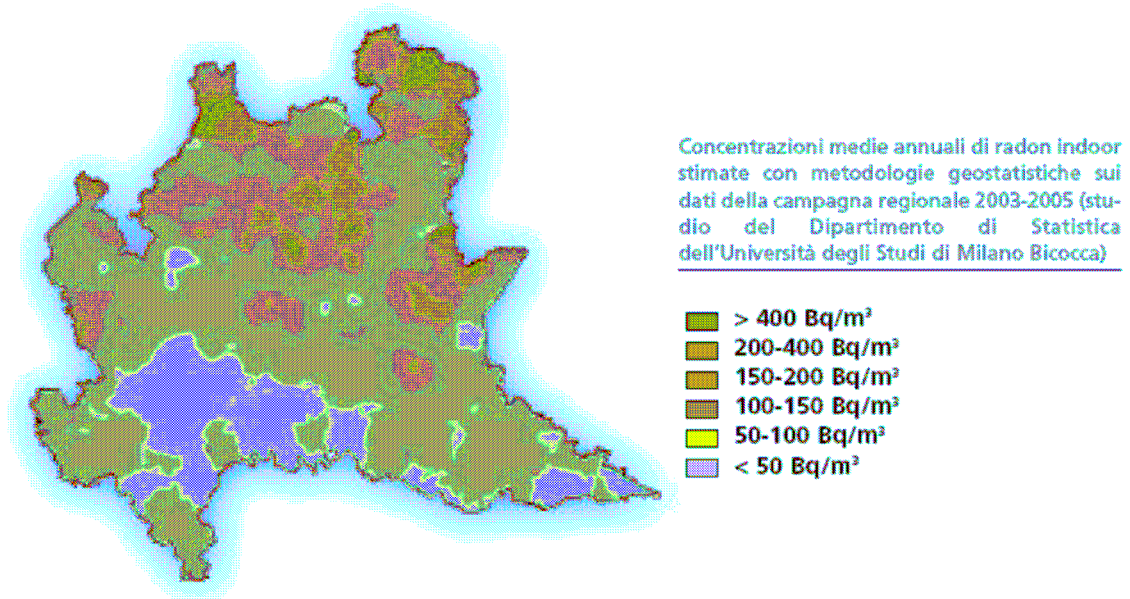 Concentrazioni medie annuali di radon indoor
stimate con metodologie geostatistiche sui
dati della campagna regionale 2003-2005 (stu-
dio del Dipartimento di Statistica
dell'Università degli Studi di Milano Bicocca)
> 400 Bq/m³
200-400 Bq/m³
150-200 Bq/m³
100-150 Bq/m³
50-100 Bq/m³
< 50 Bq/m³